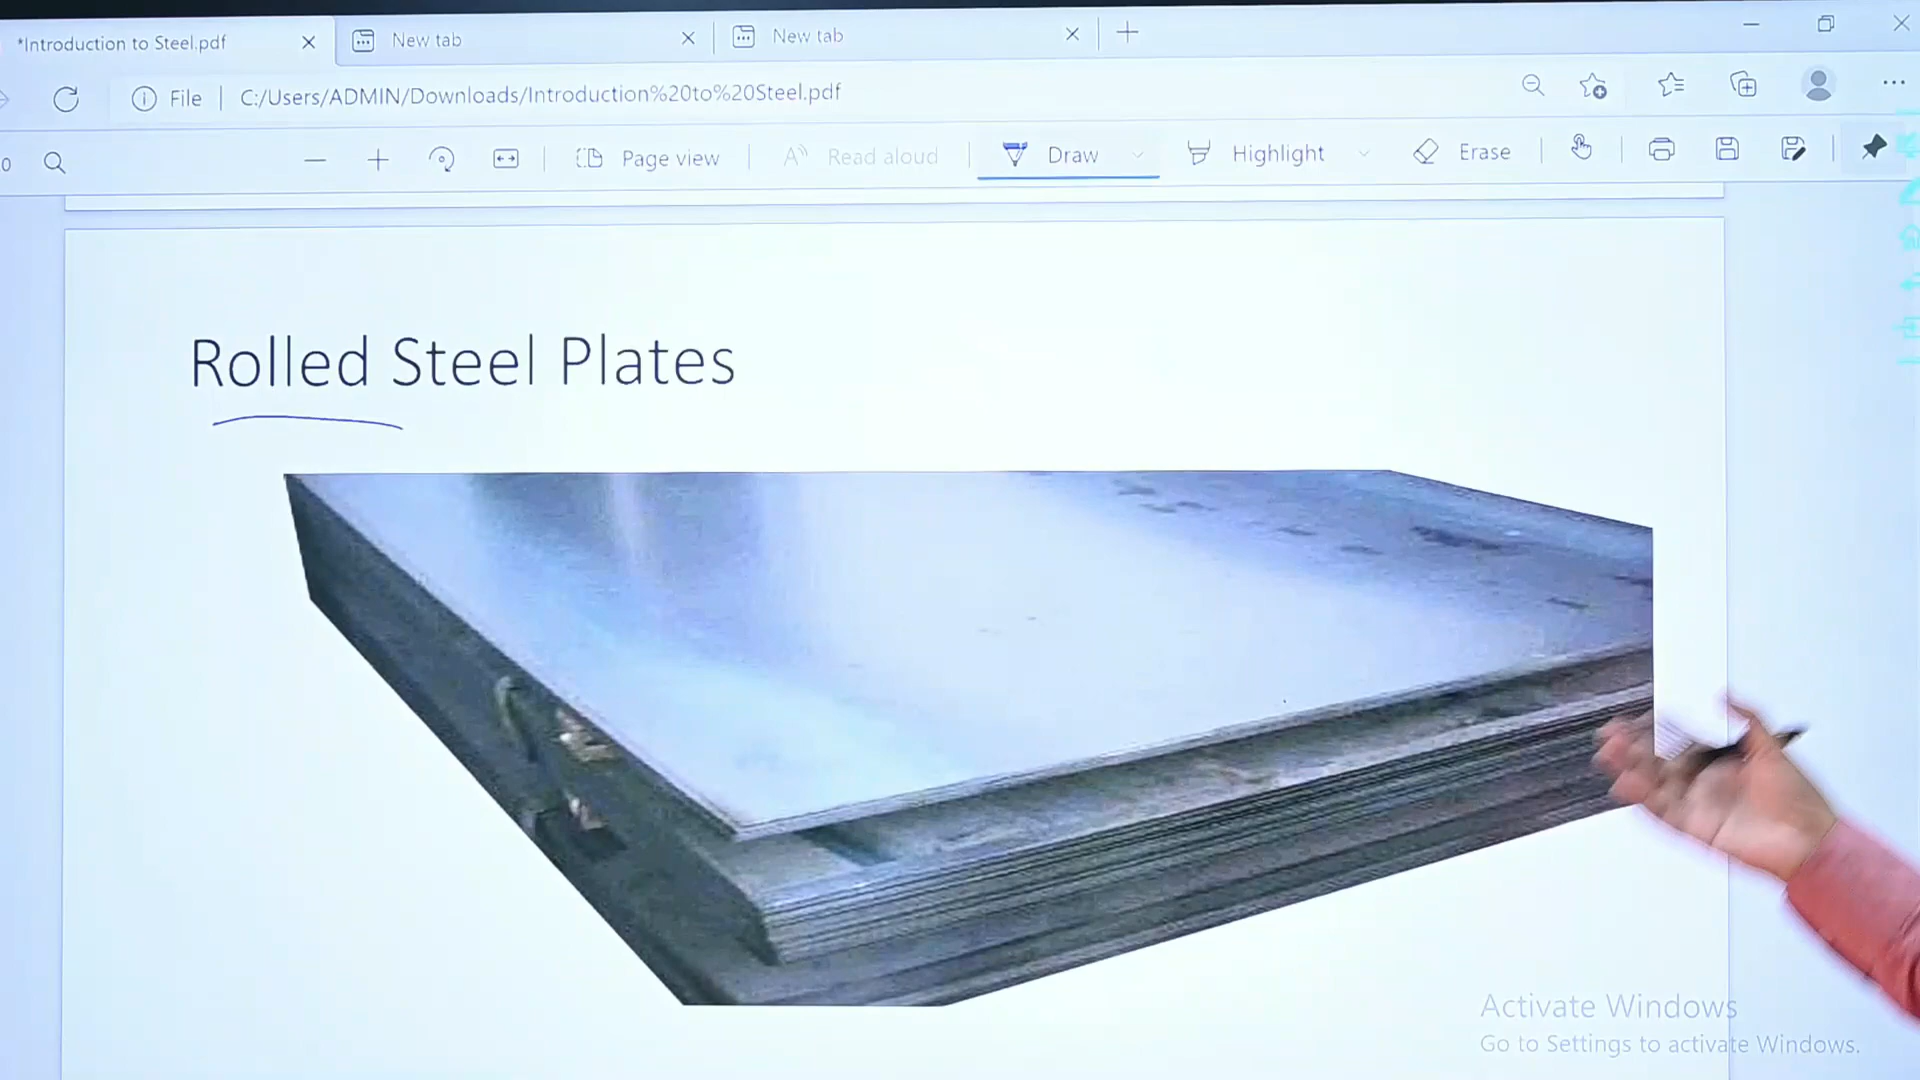 *Introduction to Steel.pdf
New tab
New tab
File
C:/Users/ADMIN/Downloads/Introduction%20to%20Steel.pdf
0
Page view
Read aloud
Draw
Highlight
Erase
Rolled Steel Plates
Activate Windows
Go to Settings to activate Windows.